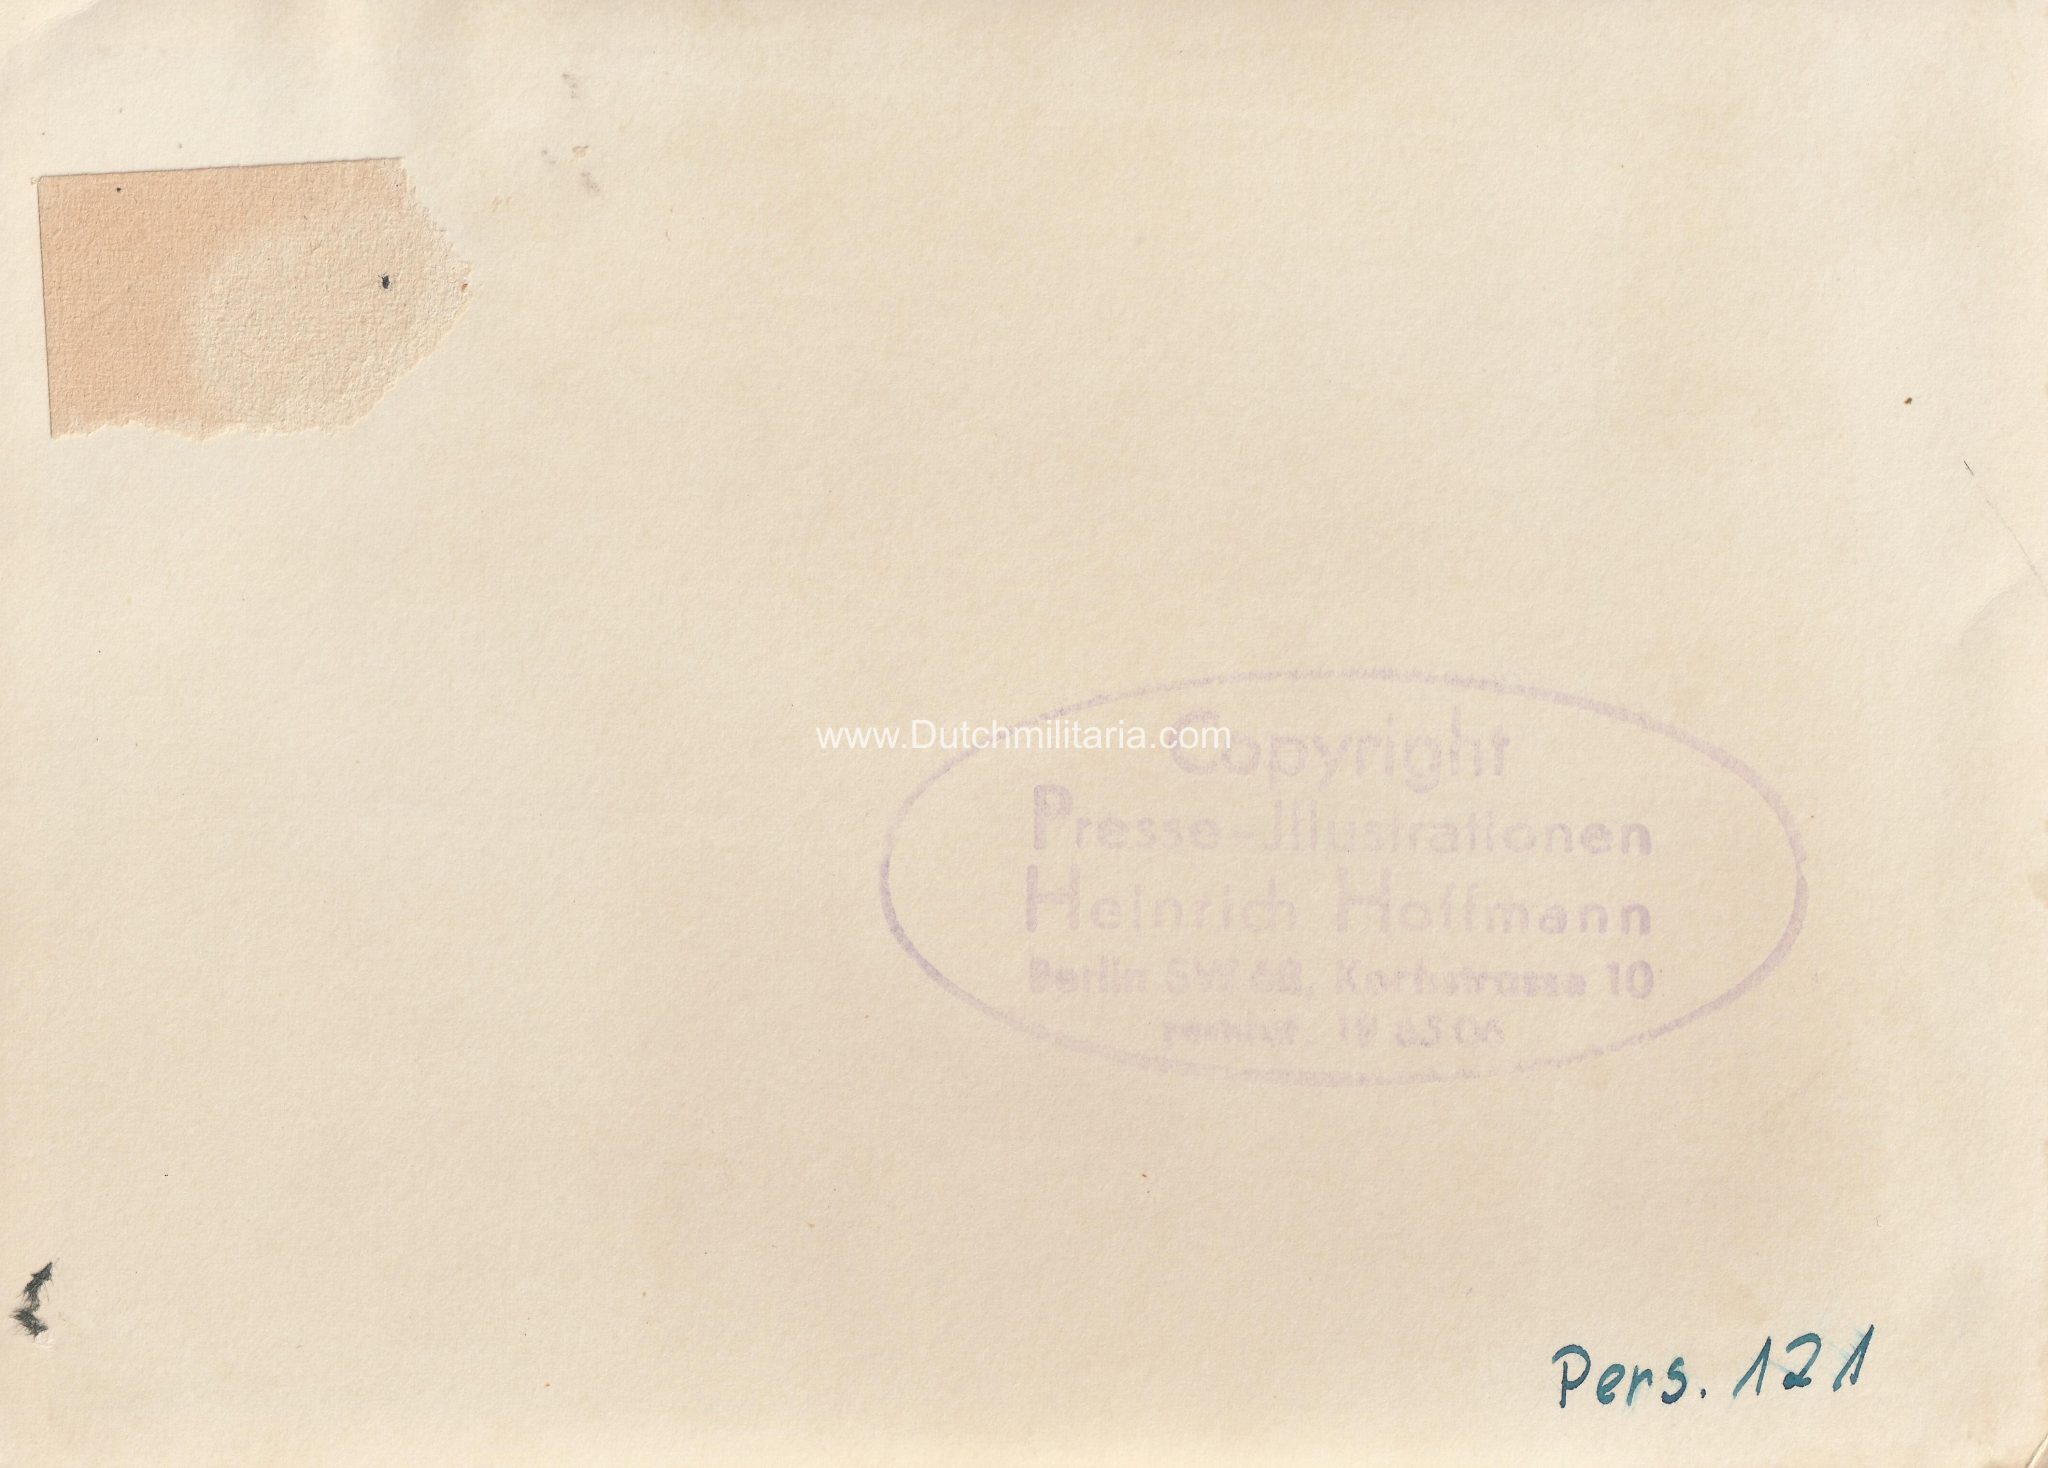 www.Dutchmilitaria.com
Copyright
Presse-Illustrationen
Heinrich Hoffmann
Berlin SW 68, Kochstrasse 10
Pers. 121